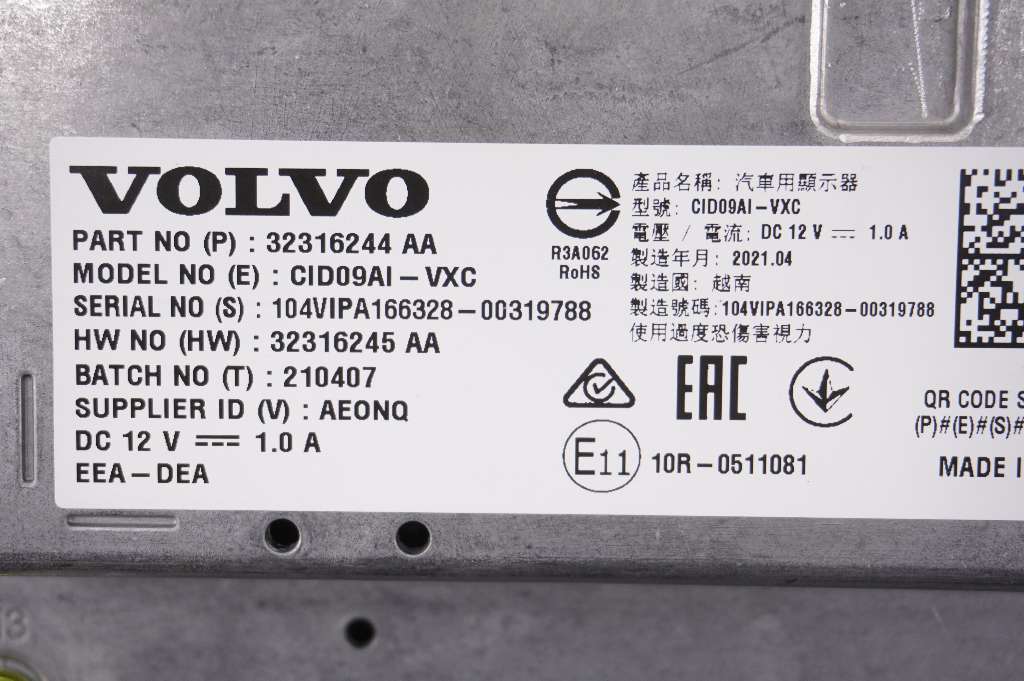 VOLVO
PART NO (P) : 32316244 AA
MODEL NO (E) : CID09AI-VXC
SERIAL NO (S) : 104VIPA166328-00319788
HW NO (HW) : 32316245 AA
BATCH NO (T) : 210407
SUPPLIER ID (V) : AEONQ
DC 12 V ⎓ 1.0 A
EEA-DEA
R3A062
RoHS
產品名稱: 汽車用顯示器
型號: CID09AI-VXC
電壓 / 電流: DC 12 V ⎓ 1.0 A
製造年月: 2021.04
製造國: 越南
製造號碼: 104VIPA166328-00319788
使用過度恐傷害視力
EAC
E11 10R-0511081
QR CODE S
(P)#(E)#(S)#
MADE I
13